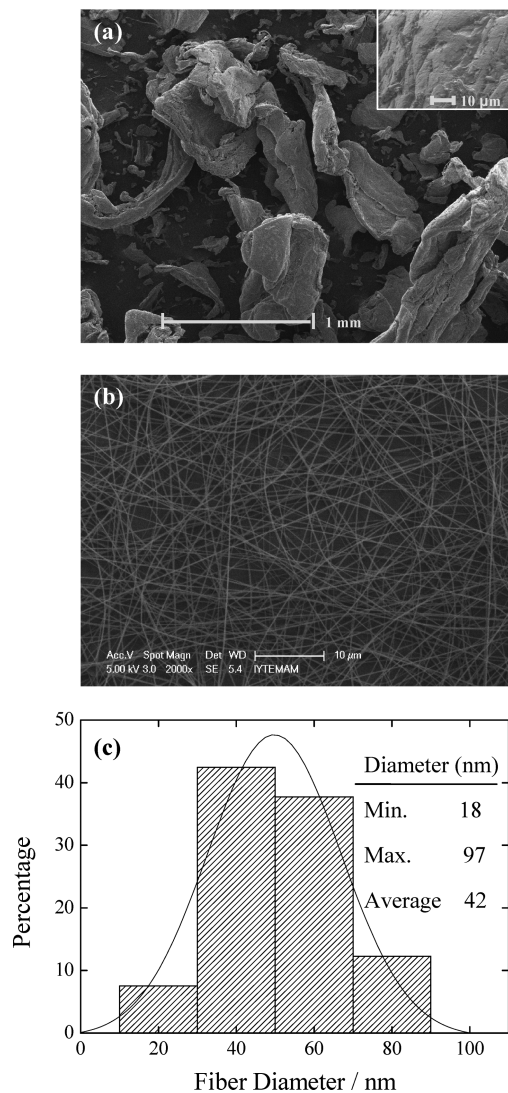 (a)
10 µm
1 mm
(b)
Acc.V Spot Magn Det WD 10 µm
5.00 kV 3.0 2000x SE 5.4 IYTEMAM
50
(c)
40
30
20
10
0
Percentage
Diameter (nm)
Min. 18
Max. 97
Average 42
0 20 40 60 80 100
Fiber Diameter / nm